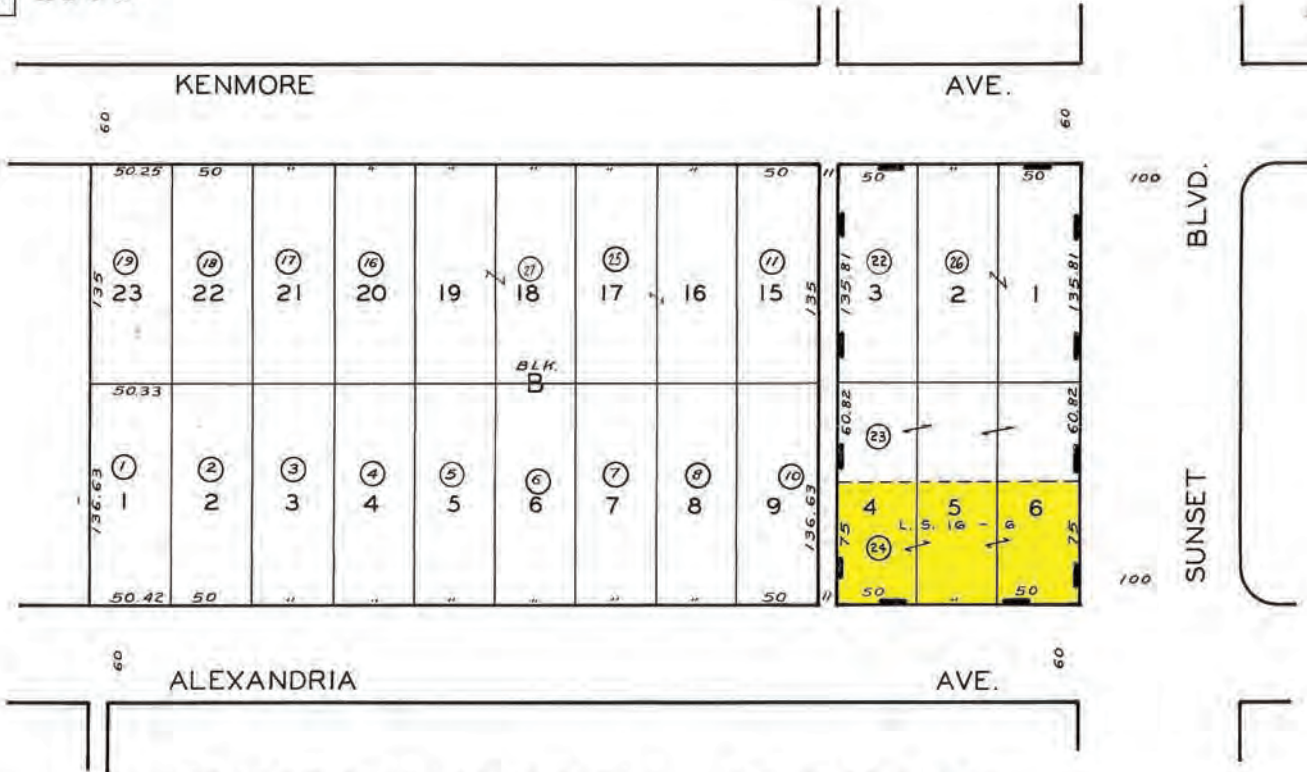 KENMORE AVE.
60 60
50.25 50 " " " " " " 50 11 50 " 50 100
BLVD.
19 18 17 16 27 25 11 22 26
135 135 135.81 135.81
23 22 21 20 19 18 17 16 15 3 2 1
BLK.
B
50.33
60.82 60.82
23
1 2 3 4 5 6 7 8 10
136.63 136.63
1 2 3 4 5 6 7 8 9 4 5 6
SUNSET
L.S. 16 - 6
75 75
24
100
50.42 50 " " " " " " 50 11 50 " 50
60 60
ALEXANDRIA AVE.